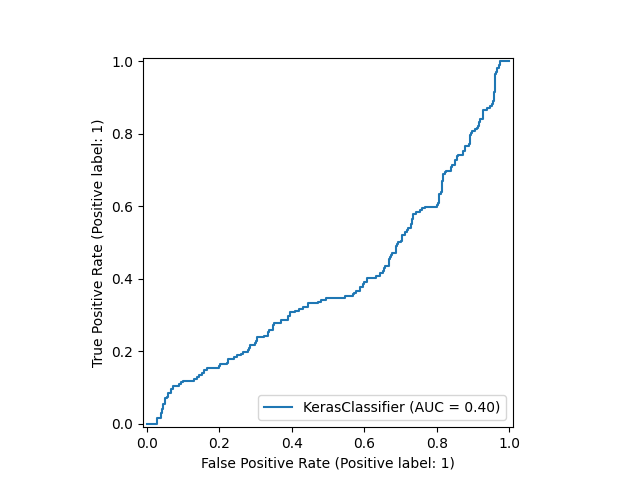 1.0
0.8
0.6
0.4
0.2
0.0
True Positive Rate (Positive label: 1)
KerasClassifier (AUC = 0.40)
0.0 0.2 0.4 0.6 0.8 1.0
False Positive Rate (Positive label: 1)